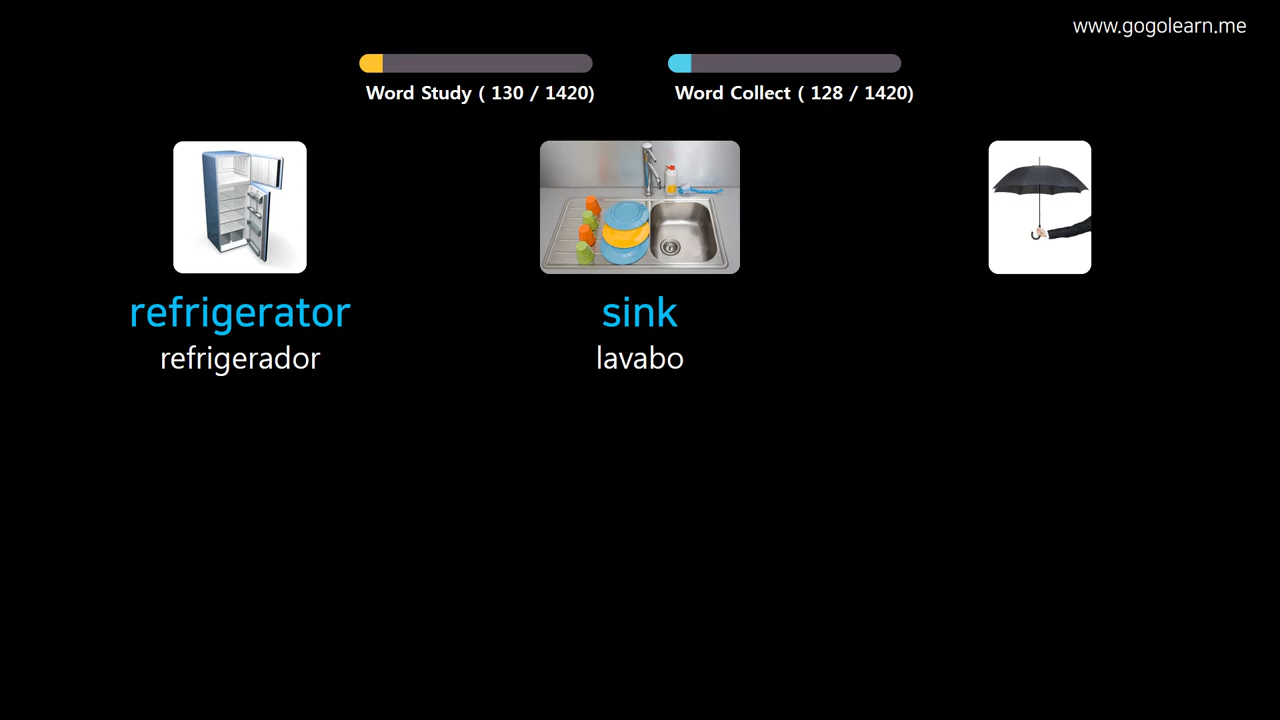 www.gogolearn.me
Word Study ( 130 / 1420)
Word Collect ( 128 / 1420)
refrigerator
refrigerador
sink
lavabo